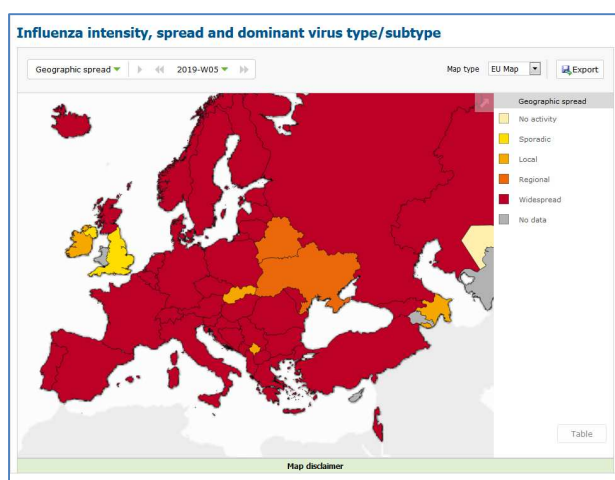 Influenza intensity, spread and dominant virus type/subtype
Geographic spread 2019-W05 Map type EU Map Export
Geographic spread
No activity
Sporadic
Local
Regional
Widespread
No data
Table
Map disclaimer